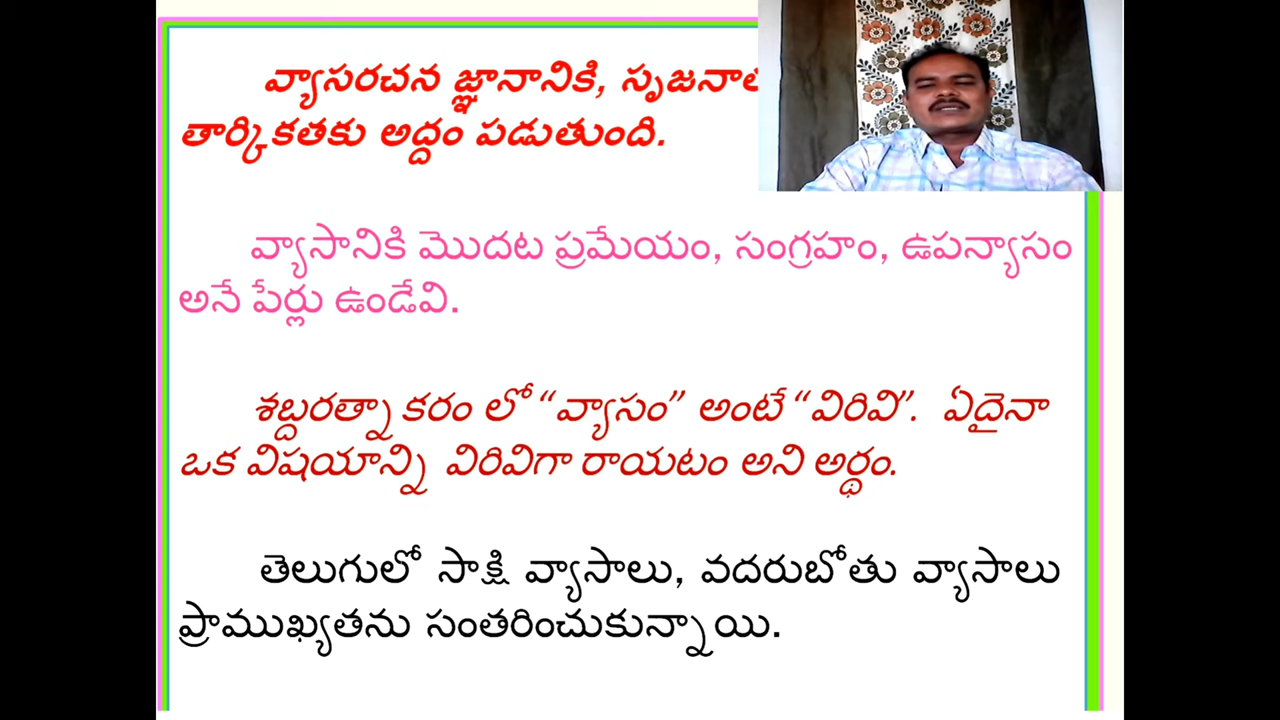 వ్యాసరచన జ్ఞానానికి,
తార్కికతకు అద్దం పడుతుంది.
వ్యాసానికి మొదట ప్రమేయం, సంగ్రహం, ఉపన్యాసం
అనే పేర్లు ఉండేవి.
శబ్దరత్నాకరం లో “వ్యాసం” అంటే “విరివి”. ఏదైనా
ఒక విషయాన్ని విరివిగా రాయటం అని అర్థం.
తెలుగులో సాక్షి వ్యాసాలు, వదరుబోతు వ్యాసాలు
ప్రాముఖ్యతను సంతరించుకున్నాయి.